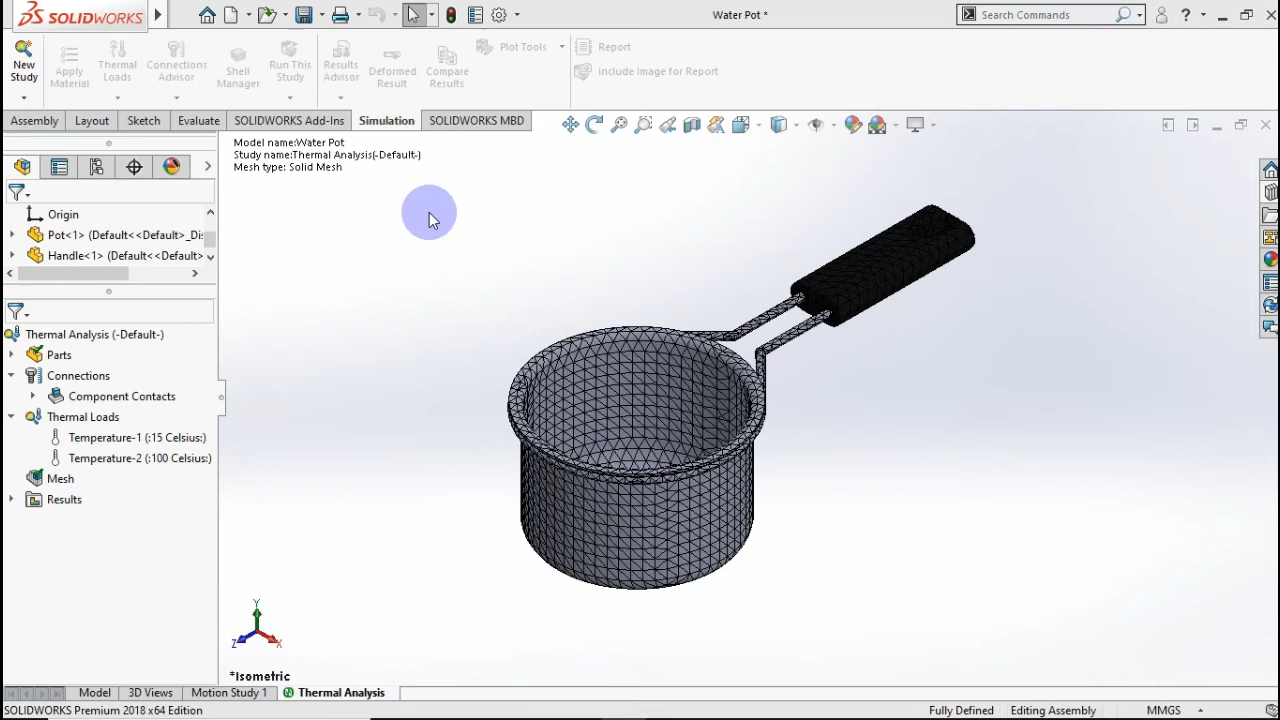 SOLIDWORKS
Water Pot *
Search Commands
New Study
Apply Material
Thermal Loads
Connections Advisor
Shell Manager
Run This Study
Results Advisor
Deformed Result
Compare Results
Plot Tools
Report
Include Image for Report
Assembly
Layout
Sketch
Evaluate
SOLIDWORKS Add-Ins
Simulation
SOLIDWORKS MBD
Model name:Water Pot
Study name:Thermal Analysis(-Default-)
Mesh type: Solid Mesh
Origin
Pot<1> (Default<<Default>_Di
Handle<1> (Default<<Default>
Thermal Analysis (-Default-)
Parts
Connections
Component Contacts
Thermal Loads
Temperature-1 (:15 Celsius:)
Temperature-2 (:100 Celsius:)
Mesh
Results
Y
Z
X
*Isometric
Model
3D Views
Motion Study 1
Thermal Analysis
SOLIDWORKS Premium 2018 x64 Edition
Fully Defined
Editing Assembly
MMGS